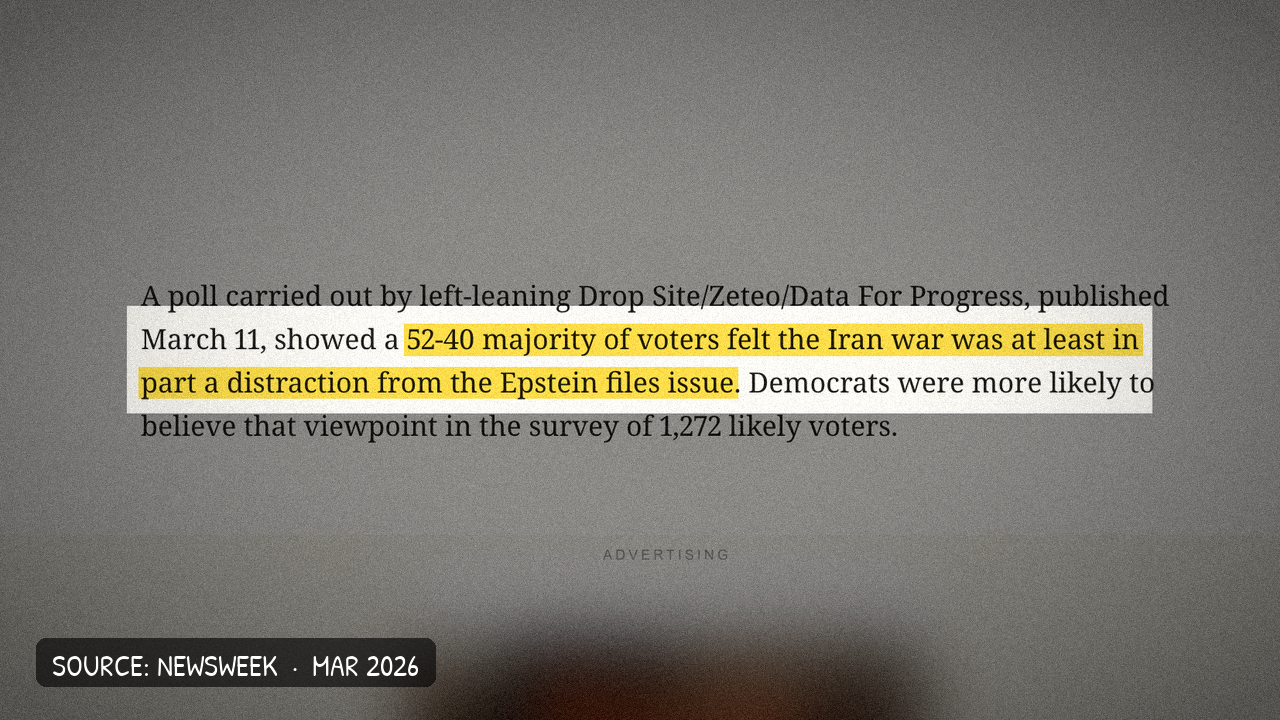 A poll carried out by left-leaning Drop Site/Zeteo/Data For Progress, published
March 11, showed a 52-40 majority of voters felt the Iran war was at least in
part a distraction from the Epstein files issue. Democrats were more likely to
believe that viewpoint in the survey of 1,272 likely voters.
ADVERTISING
SOURCE: NEWSWEEK · MAR 2026